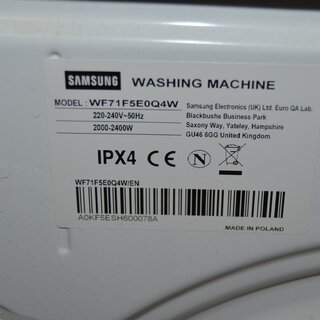 SAMSUNG WASHING MACHINE
MODEL : WF71F5E0Q4W
220-240V~50Hz
2000-2400W
Samsung Electronics (UK) Ltd. Euro QA Lab.
Blackbushe Business Park
Saxony Way, Yateley, Hampshire
GU46 6GG United Kingdom
IPX4 CE
WF71F5E0Q4W/EN
A0KF5ESH600078A
MADE IN POLAND